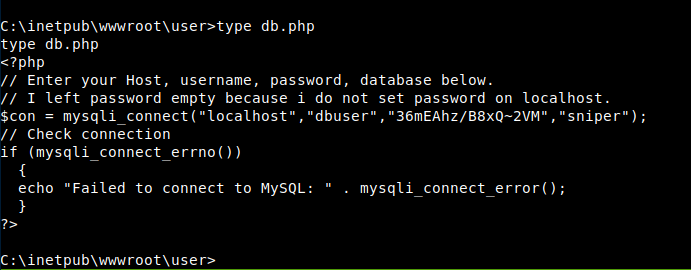 C:\inetpub\wwwroot\user>type db.php
type db.php
<?php
// Enter your Host, username, password, database below.
// I left password empty because i do not set password on localhost.
$con = mysqli_connect("localhost","dbuser","36mEAhz/B8xQ~2VM","sniper");
// Check connection
if (mysqli_connect_errno())
  {
  echo "Failed to connect to MySQL: " . mysqli_connect_error();
  }
?>
C:\inetpub\wwwroot\user>